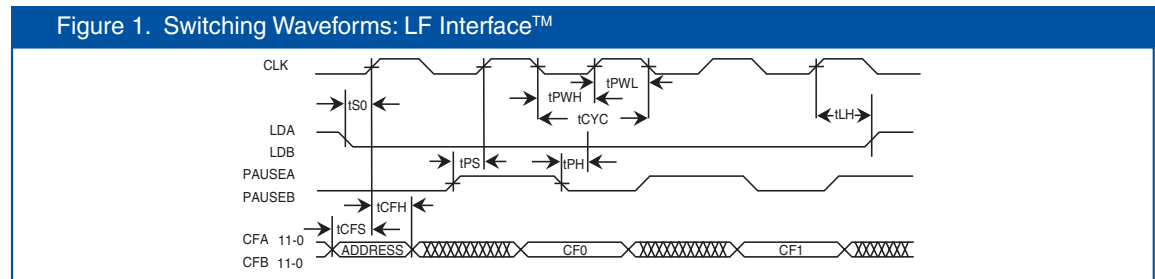 Figure 1. Switching Waveforms: LF Interface™
CLK
tPWL
tPWH
tS0
tCYC
tLH
LDA
LDB
tPS
tPH
PAUSEA
PAUSEB
tCFH
tCFS
CFA 11-0
ADDRESS
CF0
CF1
CFB 11-0